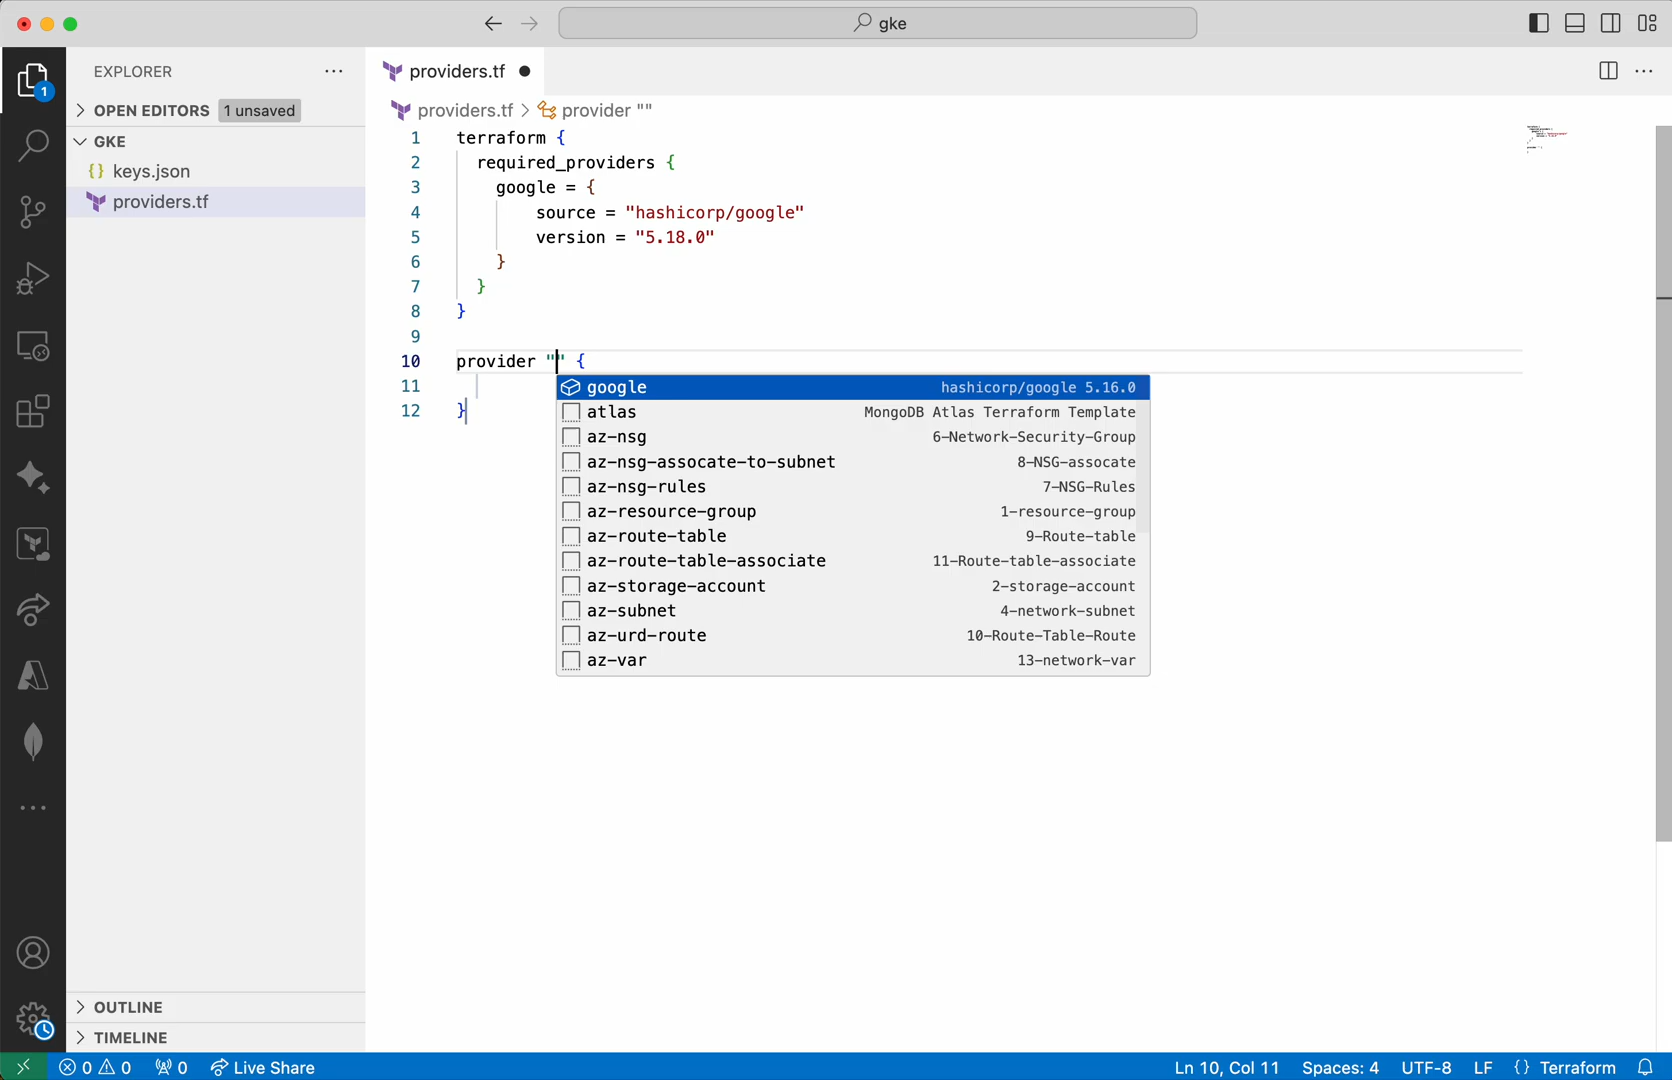 gke
EXPLORER
OPEN EDITORS 1 unsaved
GKE
{} keys.json
providers.tf
1
providers.tf
providers.tf > provider ""
1 terraform {
2 required_providers {
3 google = {
4 source = "hashicorp/google"
5 version = "5.18.0"
6 }
7 }
8 }
9
10 provider "" {
11
12 }
google hashicorp/google 5.16.0
atlas MongoDB Atlas Terraform Template
az-nsg 6-Network-Security-Group
az-nsg-assocate-to-subnet 8-NSG-assocate
az-nsg-rules 7-NSG-Rules
az-resource-group 1-resource-group
az-route-table 9-Route-table
az-route-table-associate 11-Route-table-associate
az-storage-account 2-storage-account
az-subnet 4-network-subnet
az-urd-route 10-Route-Table-Route
az-var 13-network-var
OUTLINE
TIMELINE
0 0 0 Live Share Ln 10, Col 11 Spaces: 4 UTF-8 LF {} Terraform